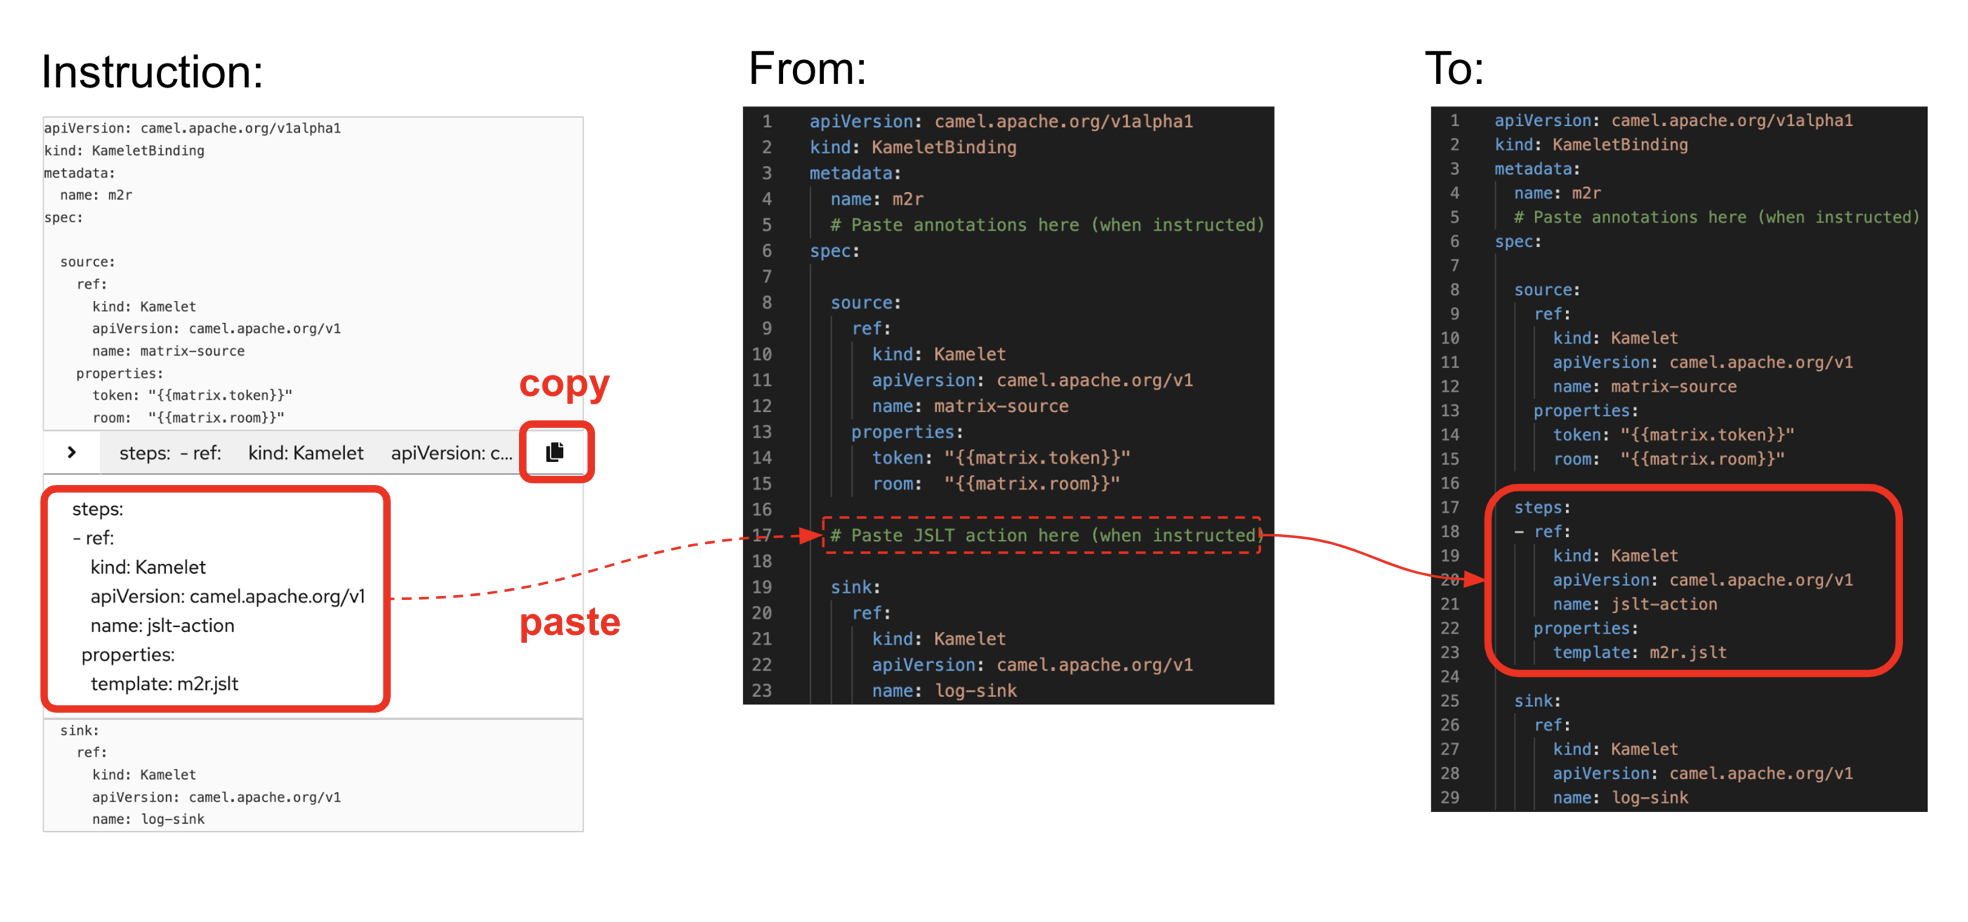 Instruction:
apiVersion: camel.apache.org/v1alpha1
kind: KameletBinding
metadata:
  name: m2r
spec:
  source:
    ref:
      kind: Kamelet
      apiVersion: camel.apache.org/v1
      name: matrix-source
    properties:
      token: "{{matrix.token}}"
      room:  "{{matrix.room}}"
copy
steps:  - ref:     kind: Kamelet     apiVersion: c...
steps:
- ref:
    kind: Kamelet
    apiVersion: camel.apache.org/v1
    name: jslt-action
  properties:
    template: m2r.jslt
paste
  sink:
    ref:
      kind: Kamelet
      apiVersion: camel.apache.org/v1
      name: log-sink
From:
1 apiVersion: camel.apache.org/v1alpha1
2 kind: KameletBinding
3 metadata:
4   name: m2r
5   # Paste annotations here (when instructed)
6 spec:
7
8   source:
9     ref:
10       kind: Kamelet
11       apiVersion: camel.apache.org/v1
12       name: matrix-source
13     properties:
14       token: "{{matrix.token}}"
15       room:  "{{matrix.room}}"
16
17   # Paste JSLT action here (when instructed)
18
19   sink:
20     ref:
21       kind: Kamelet
22       apiVersion: camel.apache.org/v1
23       name: log-sink
To:
1 apiVersion: camel.apache.org/v1alpha1
2 kind: KameletBinding
3 metadata:
4   name: m2r
5   # Paste annotations here (when instructed)
6 spec:
7
8   source:
9     ref:
10       kind: Kamelet
11       apiVersion: camel.apache.org/v1
12       name: matrix-source
13     properties:
14       token: "{{matrix.token}}"
15       room:  "{{matrix.room}}"
16
17   steps:
18   - ref:
19       kind: Kamelet
20       apiVersion: camel.apache.org/v1
21       name: jslt-action
22     properties:
23       template: m2r.jslt
24
25   sink:
26     ref:
27       kind: Kamelet
28       apiVersion: camel.apache.org/v1
29       name: log-sink